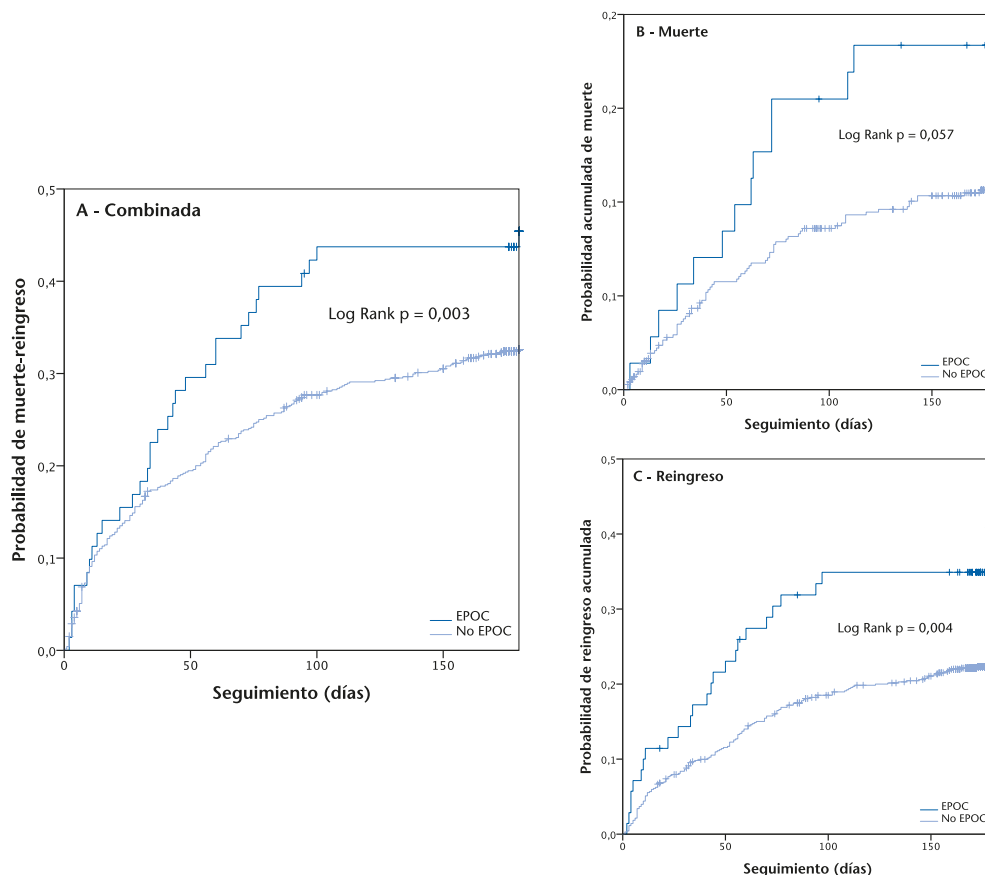 A - Combinada
Probabilidad de muerte-reingreso
0,5
0,4
0,3
0,2
0,1
0,0
Log Rank p = 0,003
EPOC
No EPOC
0
50
100
150
Seguimiento (días)
B - Muerte
Probabilidad acumulada de muerte
0,2
0,2
0,1
0,1
0,0
Log Rank p = 0,057
EPOC
No EPOC
0
50
100
150
Seguimiento (días)
C - Reingreso
Probabilidad de reingreso acumulada
0,5
0,4
0,3
0,2
0,1
0,0
Log Rank p = 0,004
EPOC
No EPOC
0
50
100
150
Seguimiento (días)